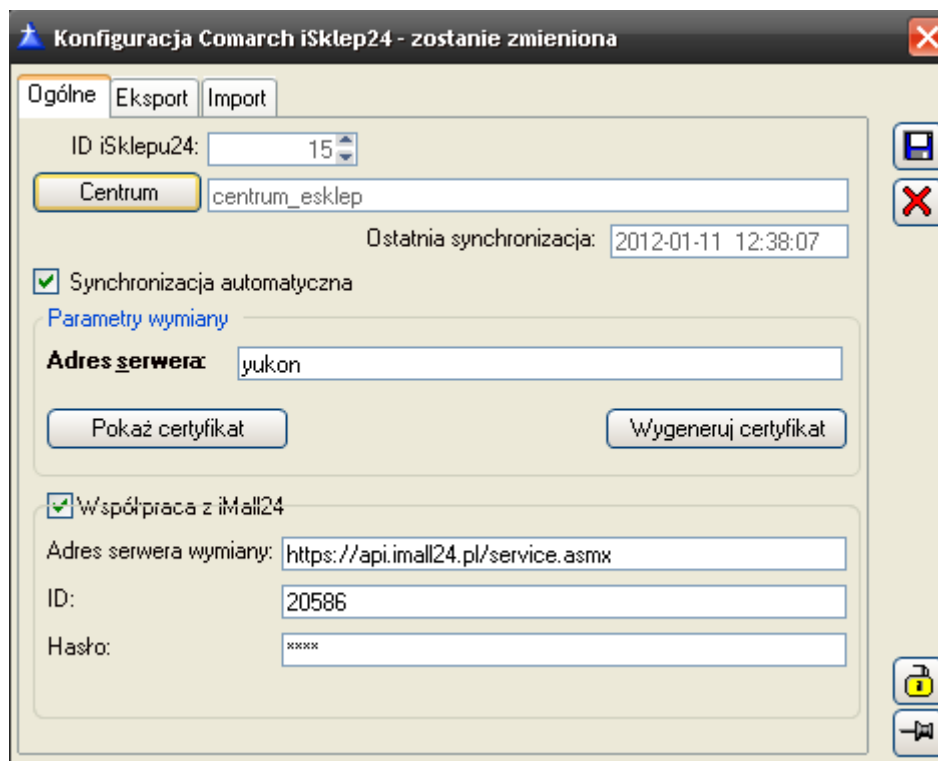 Konfiguracja Comarch iSklep24 - zostanie zmieniona
Ogólne Eksport Import
ID iSklepu24: 15
Centrum centrum_esklep
Ostatnia synchronizacja: 2012-01-11 12:38:07
Synchronizacja automatyczna
Parametry wymiany
Adres serwera: yukon
Pokaż certyfikat Wygeneruj certyfikat
Współpraca z iMall24
Adres serwera wymiany: https://api.imall24.pl/service.asmx
ID: 20586
Hasło: ****